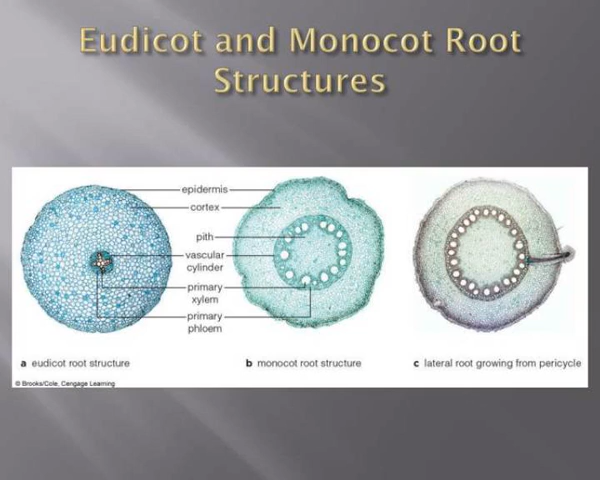 Eudicot and Monocot Root
Structures
epidermis
cortex
pith
vascular
cylinder
primary
xylem
primary
phloem
a eudicot root structure
b monocot root structure
c lateral root growing from pericycle
© Brooks/Cole, Cengage Learning